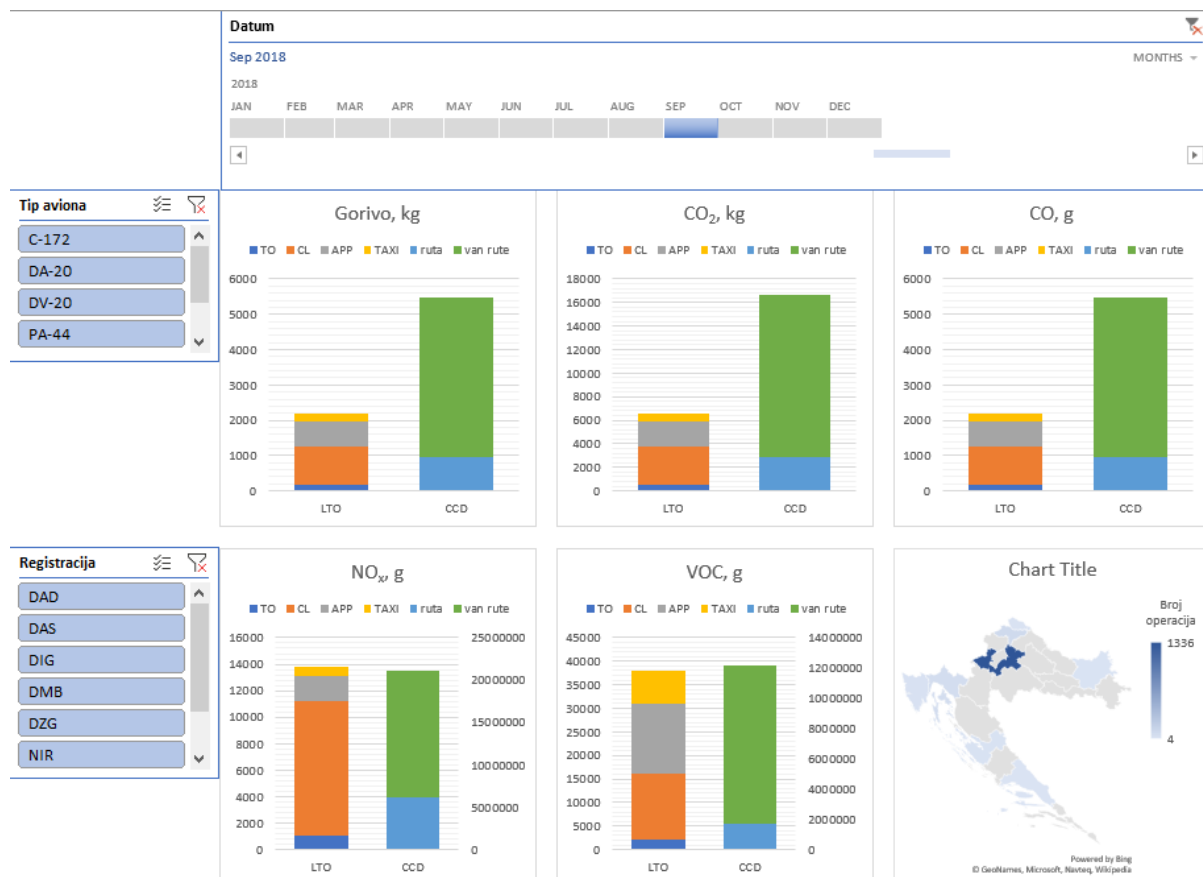 Datum
Sep 2018 MONTHS
2018
JAN FEB MAR APR MAY JUN JUL AUG SEP OCT NOV DEC
Tip aviona
C-172
DA-20
DV-20
PA-44
Gorivo, kg
TO CL APP TAXI ruta van rute
6000
5000
4000
3000
2000
1000
0
LTO CCD
CO₂, kg
TO CL APP TAXI ruta van rute
18000
16000
14000
12000
10000
8000
6000
4000
2000
0
LTO CCD
CO, g
TO CL APP TAXI ruta van rute
6000
5000
4000
3000
2000
1000
0
LTO CCD
Registracija
DAD
DAS
DIG
DMB
DZG
NIR
NOₓ, g
TO CL APP TAXI ruta van rute
16000 25000000
14000
12000 20000000
10000 15000000
8000
6000 10000000
4000 5000000
2000
0 0
LTO CCD
VOC, g
TO CL APP TAXI ruta van rute
45000 14000000
40000 12000000
35000
30000 10000000
25000 8000000
20000 6000000
15000
10000 4000000
5000 2000000
0 0
LTO CCD
Chart Title
Broj
operacija
1336
4
Powered by Bing
© GeoNames, Microsoft, Navteq, Wikipedia